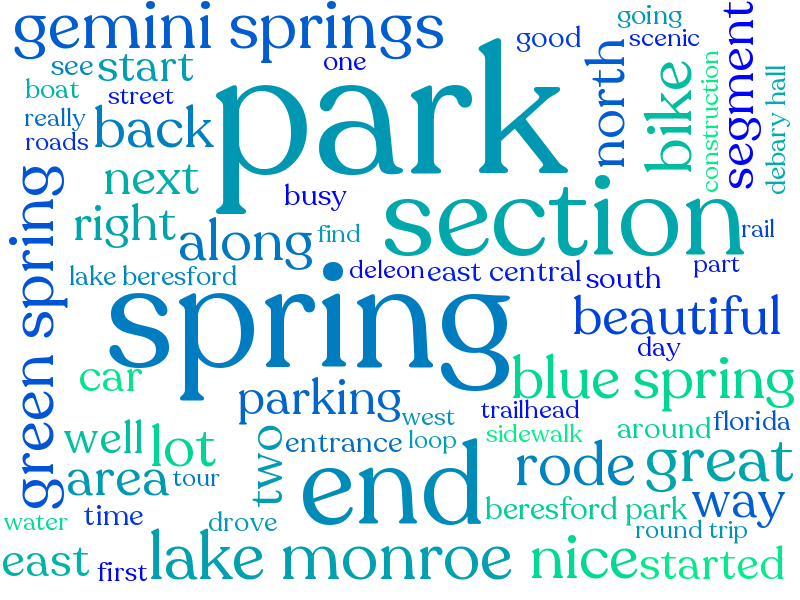 gemini springs
going
good
scenic
one
see
start
boat
street
really
roads
back
park
north
bike
construction
segment
debary hall
next
busy
right
along
find
section
rail
lake beresford
deleon
east central
south
part
green spring
spring
beautiful
day
car
parking
blue spring
west
trailhead
florida
well
lot
two
entrance
loop
sidewalk
around
area
tour
end
rode
great
water
time
drove
beresford park
way
round trip
east
first
lake monroe
nice
started